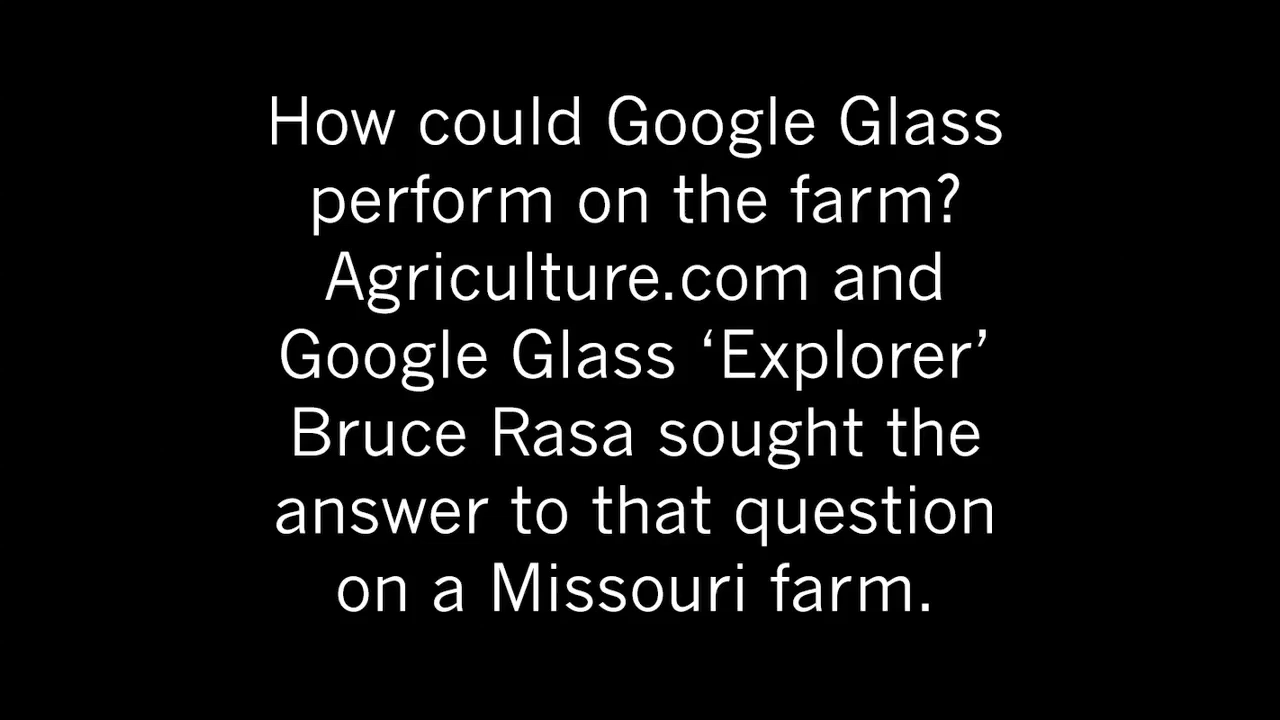 How could Google Glass
perform on the farm?
Agriculture.com and
Google Glass ‘Explorer’
Bruce Rasa sought the
answer to that question
on a Missouri farm.